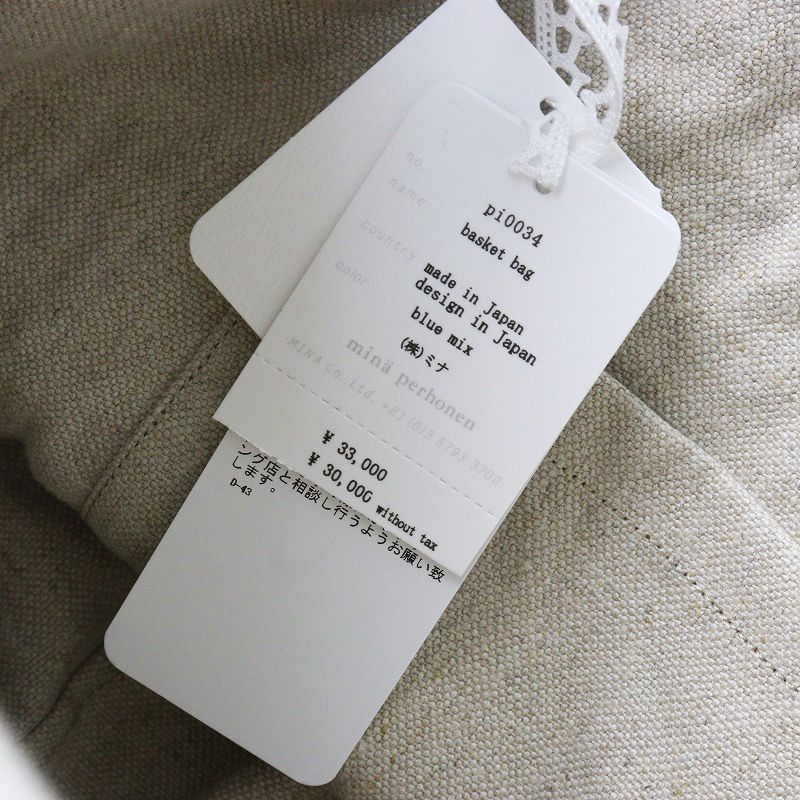 no. pi0034
name basket bag
country made in Japan
design in Japan
color blue mix
(株)ミナ
minä perhonen
MINA Co.,Ltd. +81 (0)3 5793 3700
¥ 33,000
¥ 30,000 without tax
ング店と相談し行うようお願い致
します。
D-43